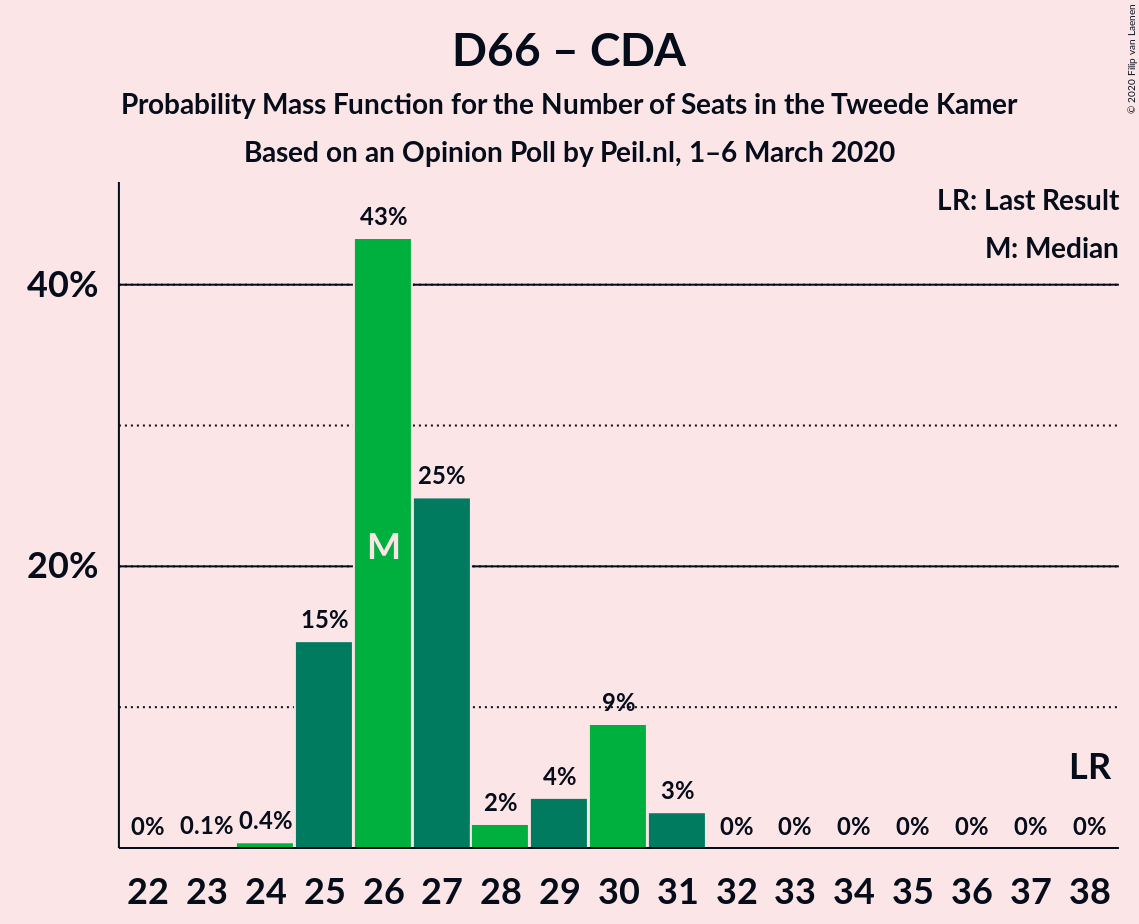 D66 – CDA
Probability Mass Function for the Number of Seats in the Tweede Kamer
Based on an Opinion Poll by Peil.nl, 1–6 March 2020
© 2020 Filip van Laenen
LR: Last Result
M: Median
43%
40%
25%
M
20%
15%
9%
LR
4%
3%
2%
0% 0.1% 0.4% 0% 0% 0% 0% 0% 0% 0%
22 23 24 25 26 27 28 29 30 31 32 33 34 35 36 37 38